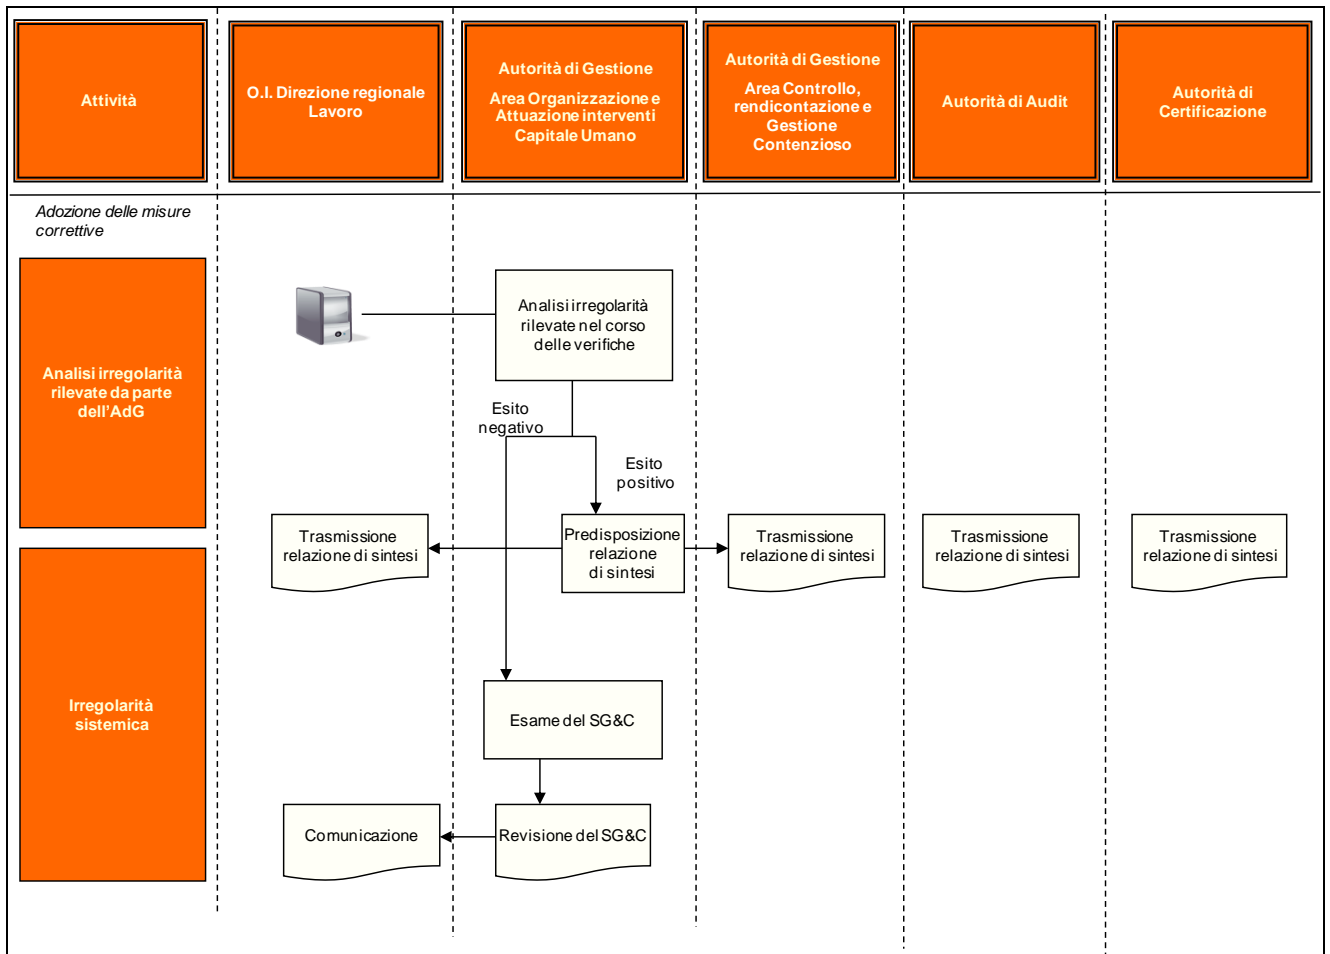 Attività
O.I. Direzione regionale
Lavoro
Autorità di Gestione
Area Organizzazione e
Attuazione interventi
Capitale Umano
Autorità di Gestione
Area Controllo,
rendicontazione e
Gestione
Contenzioso
Autorità di Audit
Autorità di
Certificazione
Adozione delle misure
correttive
Analisi irregolarità
rilevate da parte
dell'AdG
Analisi irregolarità
rilevate nel corso
delle verifiche
Esito
negativo
Esito
positivo
Trasmissione
relazione di sintesi
Predisposizione
relazione
di sintesi
Trasmissione
relazione di sintesi
Trasmissione
relazione di sintesi
Trasmissione
relazione di sintesi
Irregolarità
sistemica
Esame del SG&C
Comunicazione
Revisione del SG&C